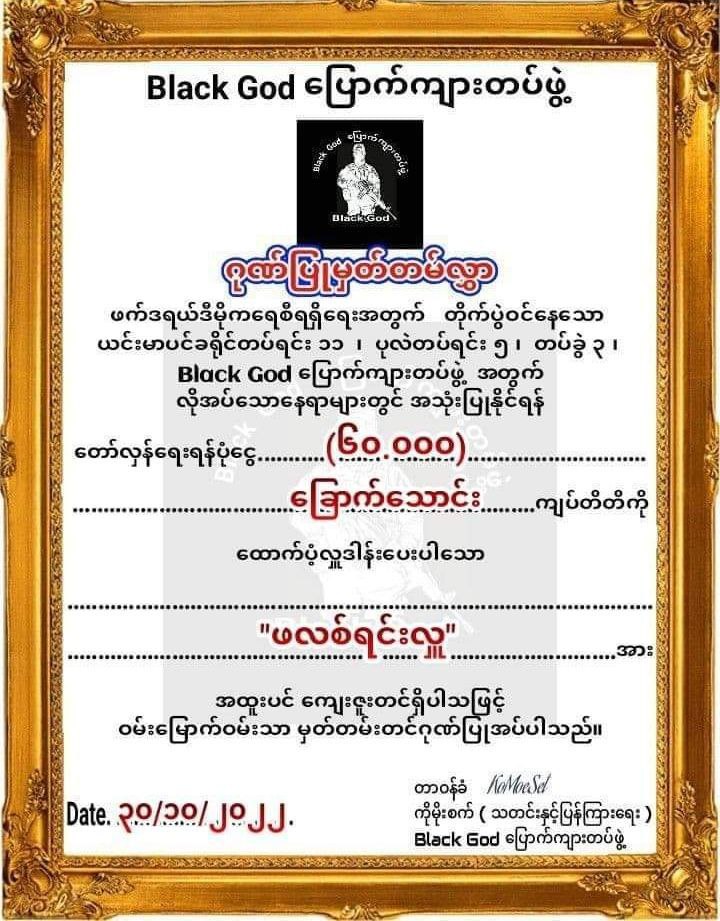 Black God ပြောက်ကျားတပ်ဖွဲ့
Black God ပြောက်ကျားတပ်ဖွဲ့
Black God
ဂုဏ်ပြုမှတ်တမ်လွှာ
ဖက်ဒရယ်ဒီမိုကရေစီရရှိရေးအတွက် တိုက်ပွဲဝင်နေသော
ယင်းမာပင်ခရိုင်တပ်ရင်း ၁၁ ၊ ပုလဲတပ်ရင်း ၅ ၊ တပ်ခွဲ ၃ ၊
Black God ပြောက်ကျားတပ်ဖွဲ့ အတွက်
လိုအပ်သောနေရာများတွင် အသုံးပြုနိုင်ရန်
တော်လှန်ရေးရန်ပုံငွေ............(၆၀.၀၀၀)................................
......................................ခြောက်သောင်း.........ကျပ်တိတိကို
ထောက်ပံ့လှူဒါန်းပေးပါသော
..........................................................................................
................................"ဖလစ်ရင်းလှူ"...........................အား
အထူးပင် ကျေးဇူးတင်ရှိပါသဖြင့်
ဝမ်းမြောက်ဝမ်းသာ မှတ်တမ်းတင်ဂုဏ်ပြုအပ်ပါသည်။
တာဝန်ခံ KoMoeSet
Date. ၃၀/၁၀/၂၀၂၂.
ကိုမိုးစက် ( သတင်းနှင့်ပြန်ကြားရေး )
Black God ပြောက်ကျားတပ်ဖွဲ့